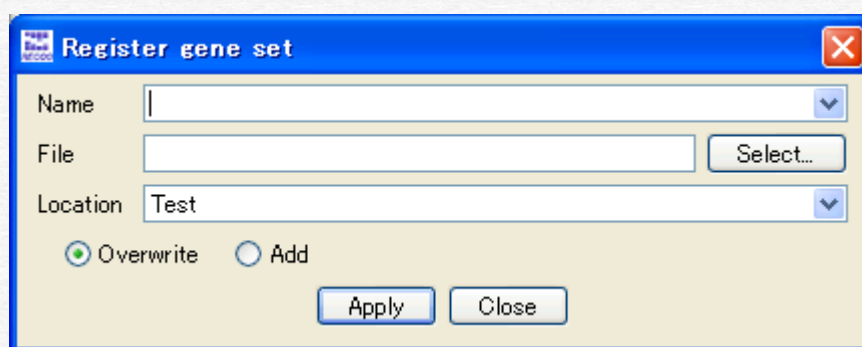 Register gene set
Name
File Select...
Location Test
Overwrite Add
Apply Close